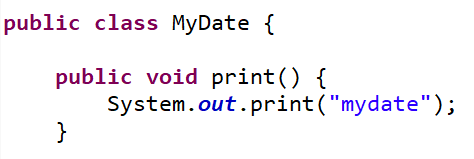 public class MyDate {
public void print() {
System.out.print("mydate");
}